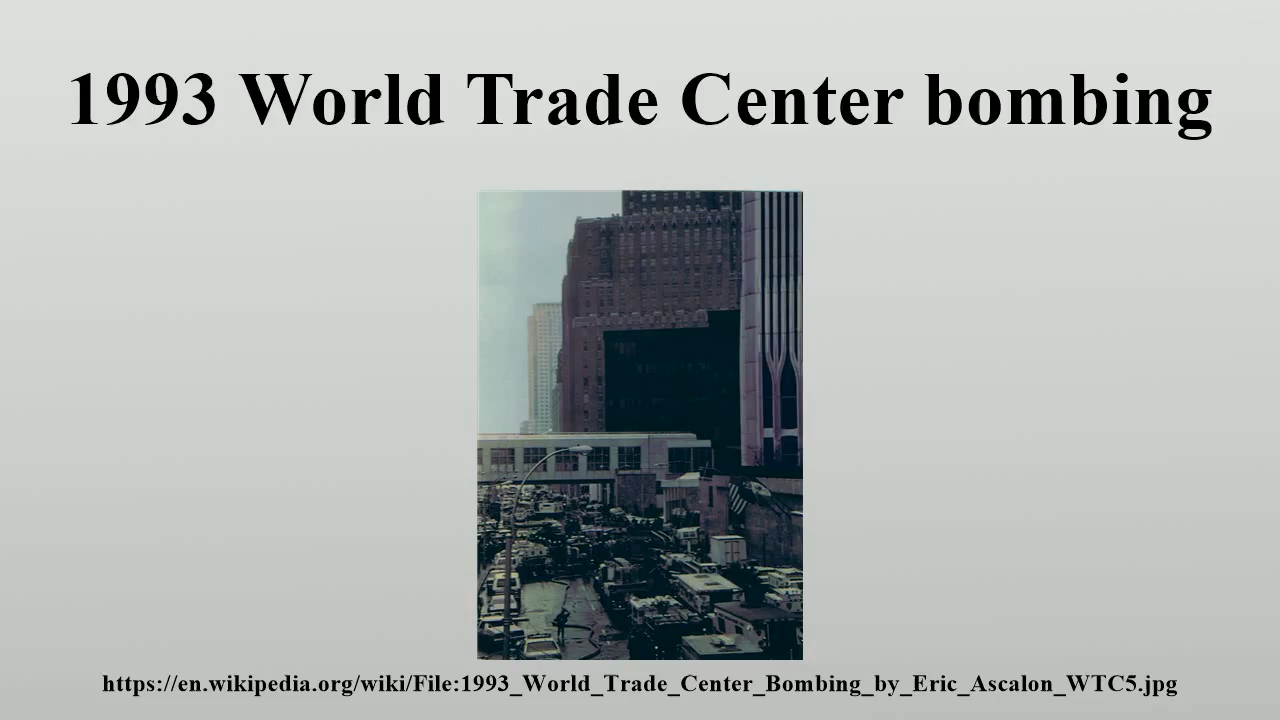 1993 World Trade Center bombing
https://en.wikipedia.org/wiki/File:1993_World_Trade_Center_Bombing_by_Eric_Ascalon_WTC5.jpg